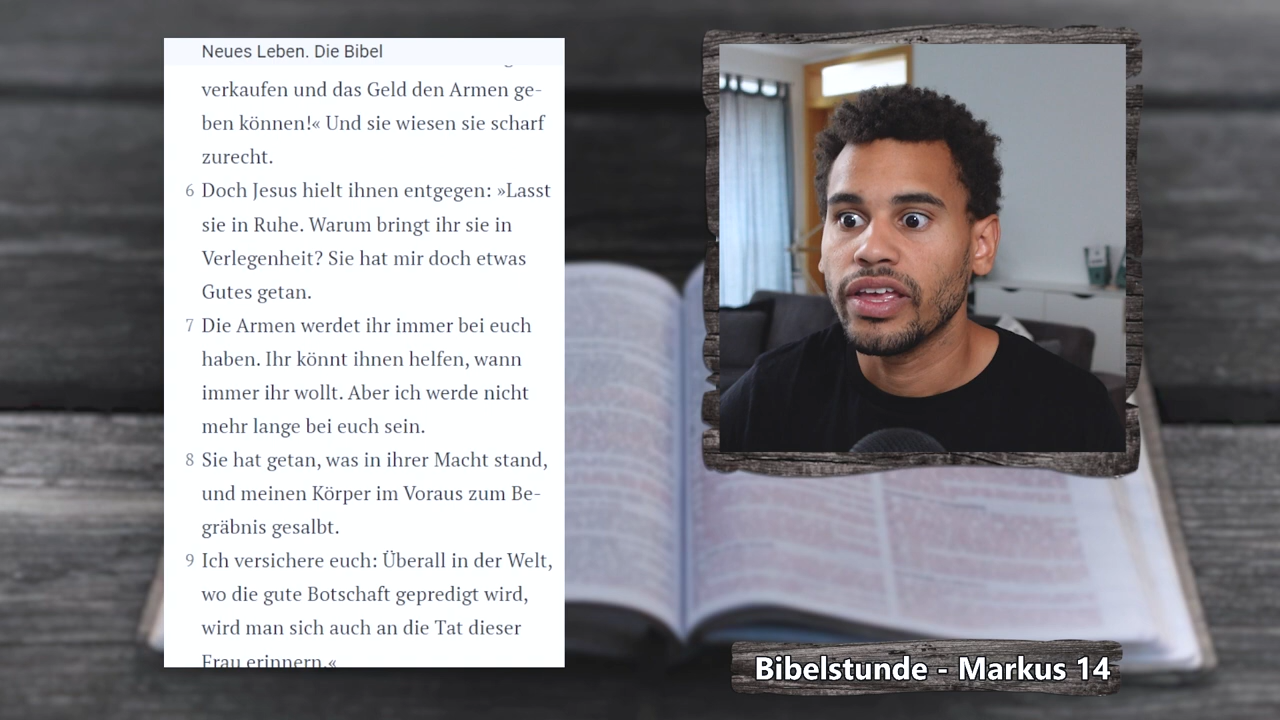 Neues Leben. Die Bibel
verkaufen und das Geld den Armen ge-
ben können!« Und sie wiesen sie scharf
zurecht.
6 Doch Jesus hielt ihnen entgegen: »Lasst
sie in Ruhe. Warum bringt ihr sie in
Verlegenheit? Sie hat mir doch etwas
Gutes getan.
7 Die Armen werdet ihr immer bei euch
haben. Ihr könnt ihnen helfen, wann
immer ihr wollt. Aber ich werde nicht
mehr lange bei euch sein.
8 Sie hat getan, was in ihrer Macht stand,
und meinen Körper im Voraus zum Be-
gräbnis gesalbt.
9 Ich versichere euch: Überall in der Welt,
wo die gute Botschaft gepredigt wird,
wird man sich auch an die Tat dieser
Frau erinnern.«
Bibelstunde - Markus 14